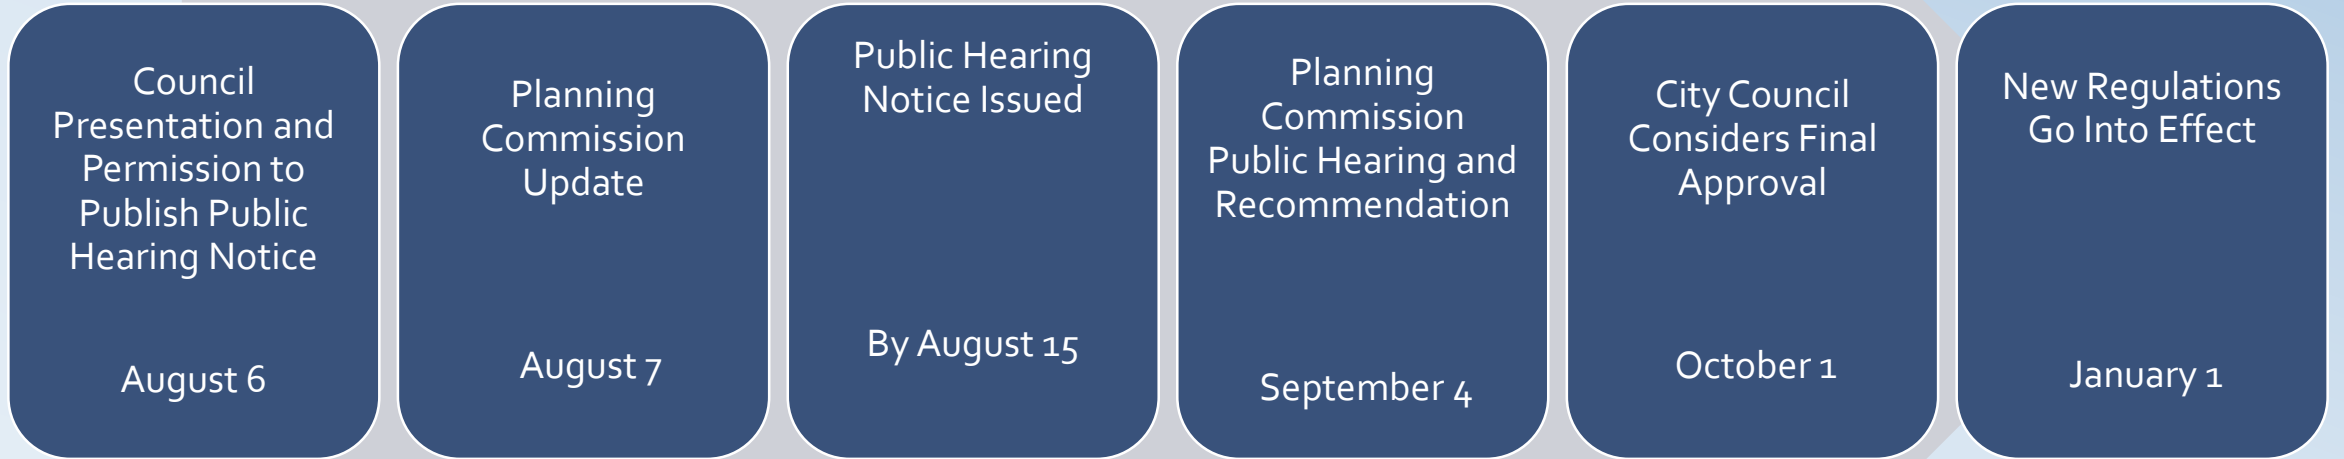 Council
Presentation and
Permission to
Publish Public
Hearing Notice
August 6
Planning
Commission
Update
August 7
Public Hearing
Notice Issued
By August 15
Planning
Commission
Public Hearing and
Recommendation
September 4
City Council
Considers Final
Approval
October 1
New Regulations
Go Into Effect
January 1